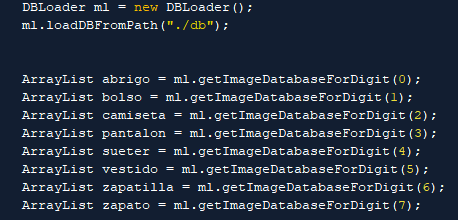 DBLoader ml = new DBLoader();
ml.loadDBFromPath("./db");
ArrayList abrigo = ml.getImageDatabaseForDigit(0);
ArrayList bolso = ml.getImageDatabaseForDigit(1);
ArrayList camiseta = ml.getImageDatabaseForDigit(2);
ArrayList pantalon = ml.getImageDatabaseForDigit(3);
ArrayList sueter = ml.getImageDatabaseForDigit(4);
ArrayList vestido = ml.getImageDatabaseForDigit(5);
ArrayList zapatilla = ml.getImageDatabaseForDigit(6);
ArrayList zapato = ml.getImageDatabaseForDigit(7);